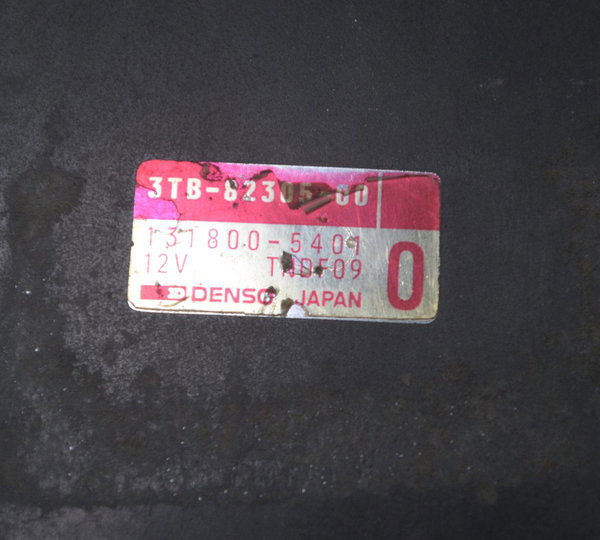 3TB-82305-00
131800-5401
12V TNDF09
DENSO JAPAN
0